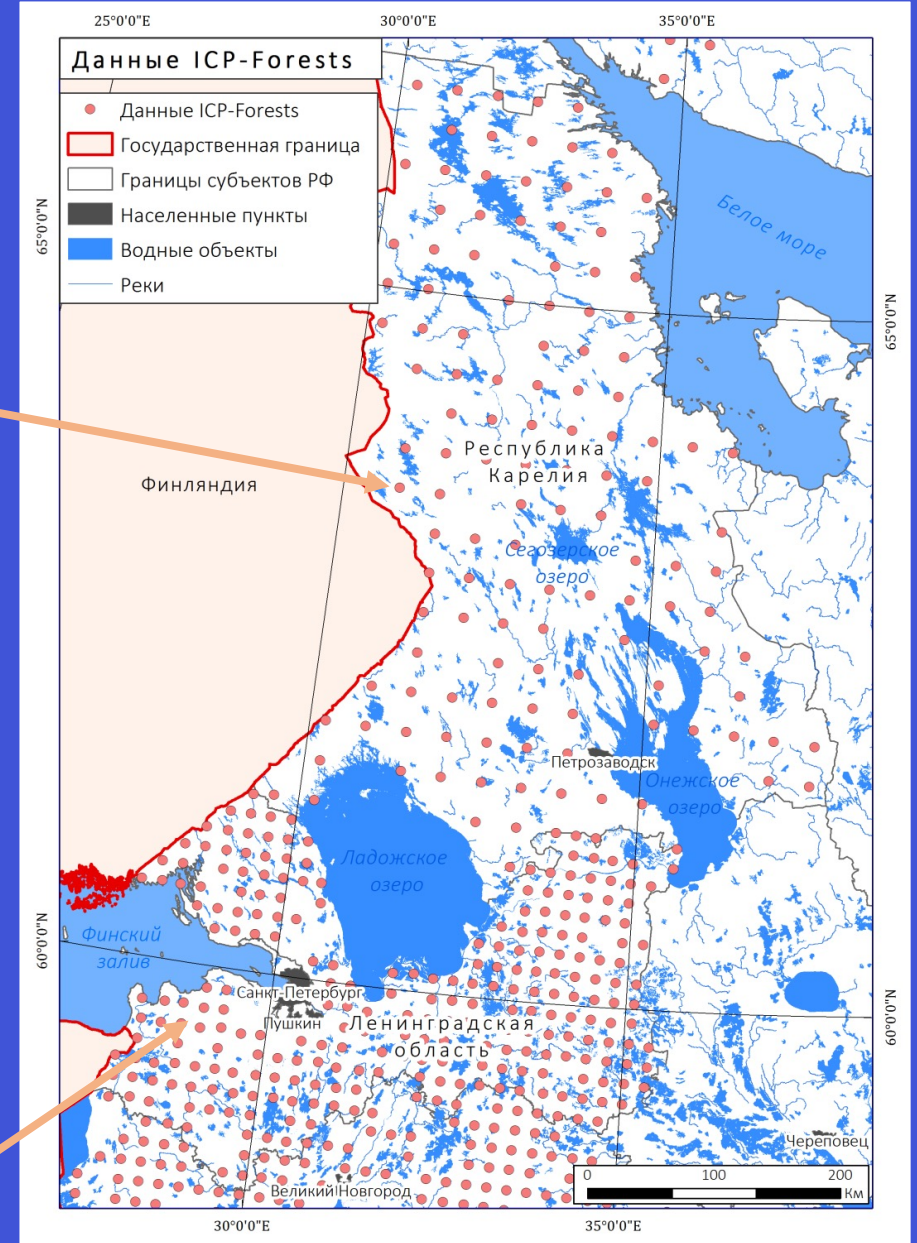 25°0'0"E
30°0'0"E
35°0'0"E
Данные ICP-Forests
Данные ICP-Forests
Государственная граница
Границы субъектов РФ
Населенные пункты
Водные объекты
Реки
65°0'0"N
Белое море
65°0'0"N
Республика
Карелия
Финляндия
Сегозерское
озеро
Петрозаводск
Онежское
озеро
Ладожское
озеро
60°0'0"N
Финский
залив
Санкт-Петербург
Пушкин
Ленинградская
область
60°0'0"N
Череповец
Великий Новгород
0
100
200
Км
30°0'0"E
35°0'0"E